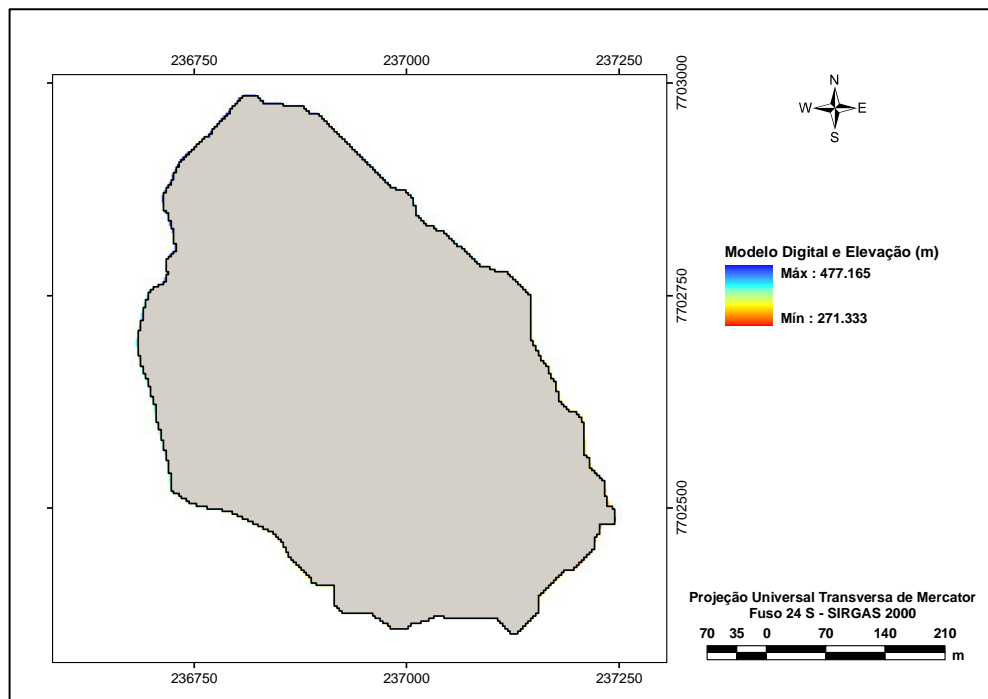 236750
237000
237250
7703000
N
W
E
S
Modelo Digital e Elevação (m)
Máx : 477.165
Mín : 271.333
7702750
7702500
Projeção Universal Transversa de Mercator
Fuso 24 S - SIRGAS 2000
70 35 0 70 140 210
m
236750
237000
237250